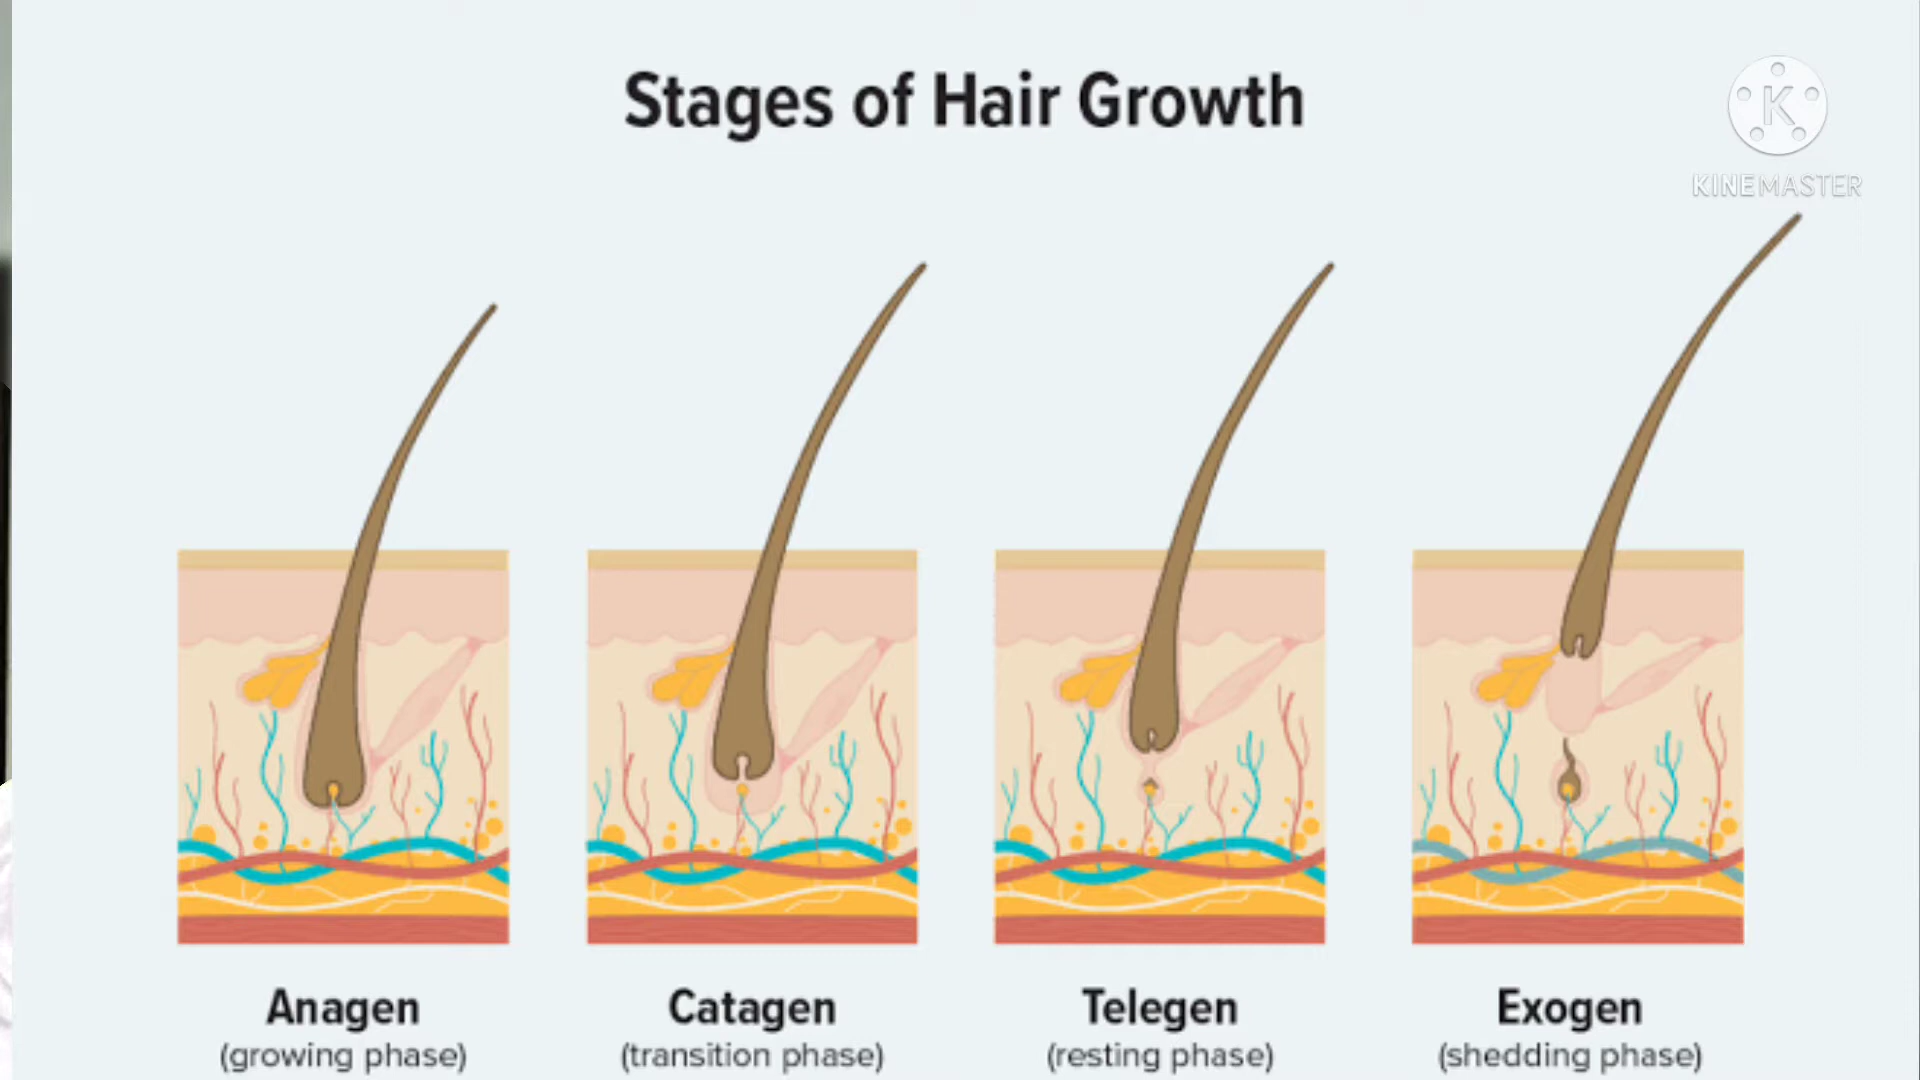 Stages of Hair Growth
K
KINEMASTER
Anagen
(growing phase)
Catagen
(transition phase)
Telegen
(resting phase)
Exogen
(shedding phase)